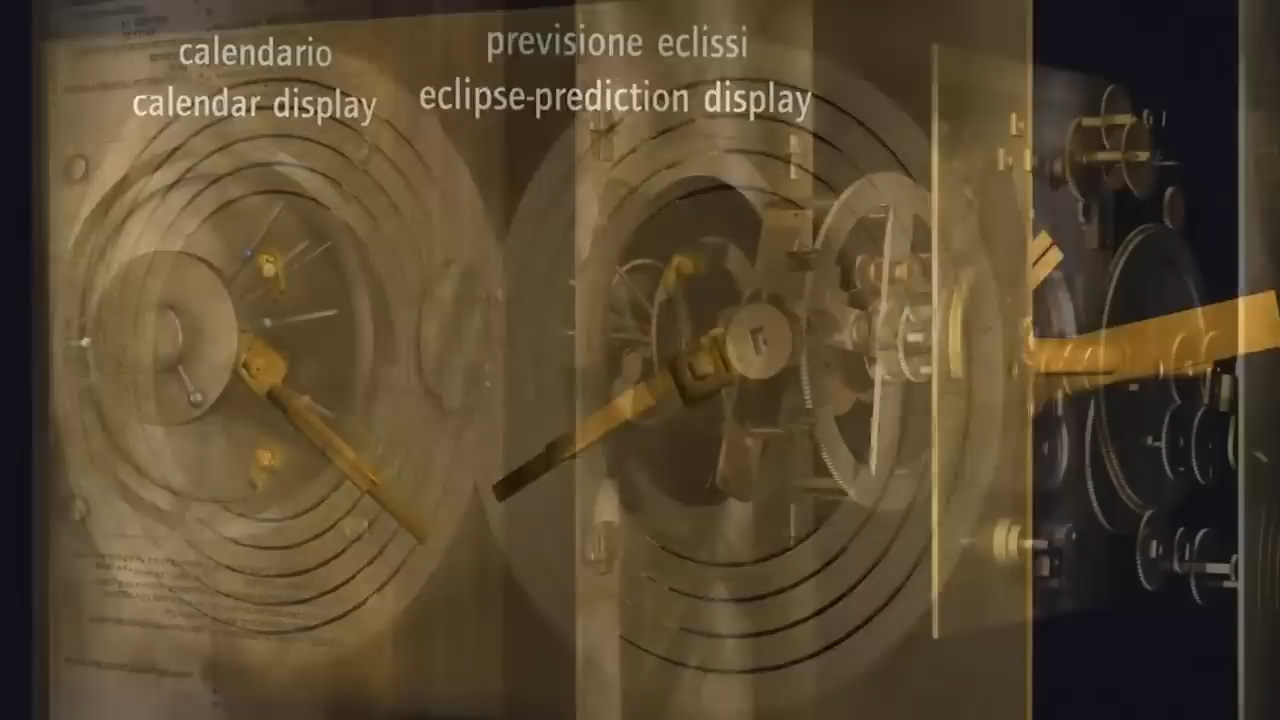 calendario
calendar display
previsione eclissi
eclipse-prediction display